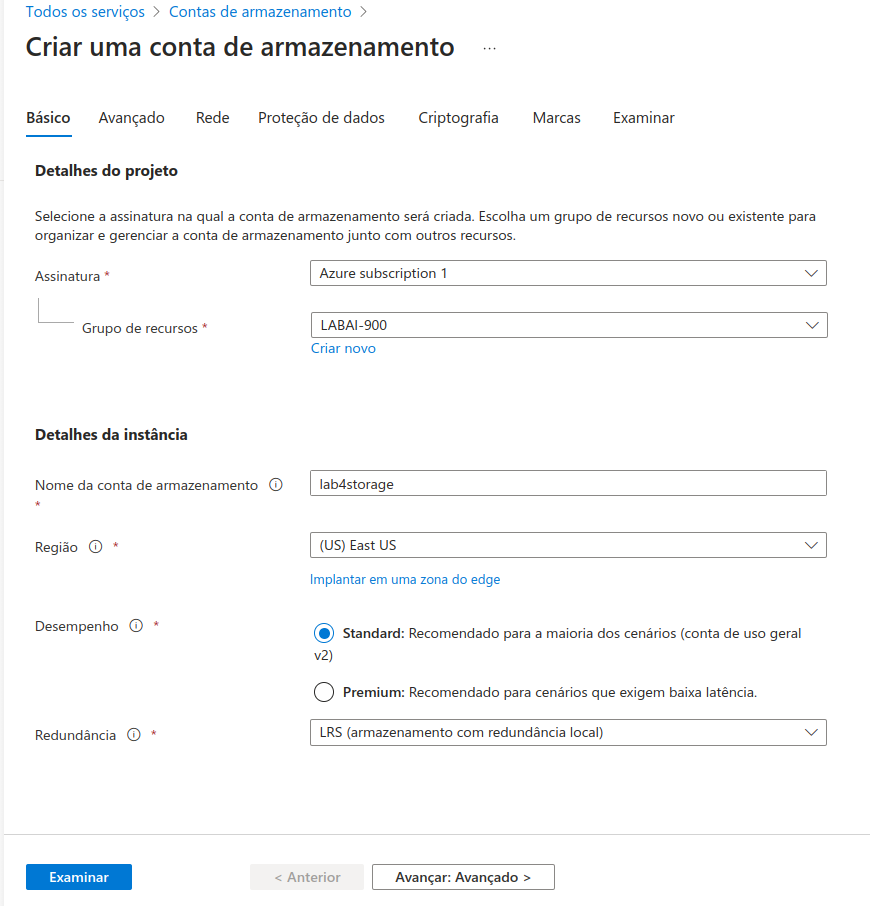 Todos os serviços > Contas de armazenamento >
Criar uma conta de armazenamento ...
Básico Avançado Rede Proteção de dados Criptografia Marcas Examinar
Detalhes do projeto
Selecione a assinatura na qual a conta de armazenamento será criada. Escolha um grupo de recursos novo ou existente para
organizar e gerenciar a conta de armazenamento junto com outros recursos.
Assinatura * Azure subscription 1
Grupo de recursos * LABAI-900
Criar novo
Detalhes da instância
Nome da conta de armazenamento lab4storage
*
Região * (US) East US
Implantar em uma zona do edge
Desempenho * Standard: Recomendado para a maioria dos cenários (conta de uso geral
v2)
Premium: Recomendado para cenários que exigem baixa latência.
Redundância * LRS (armazenamento com redundância local)
Examinar < Anterior Avançar: Avançado >